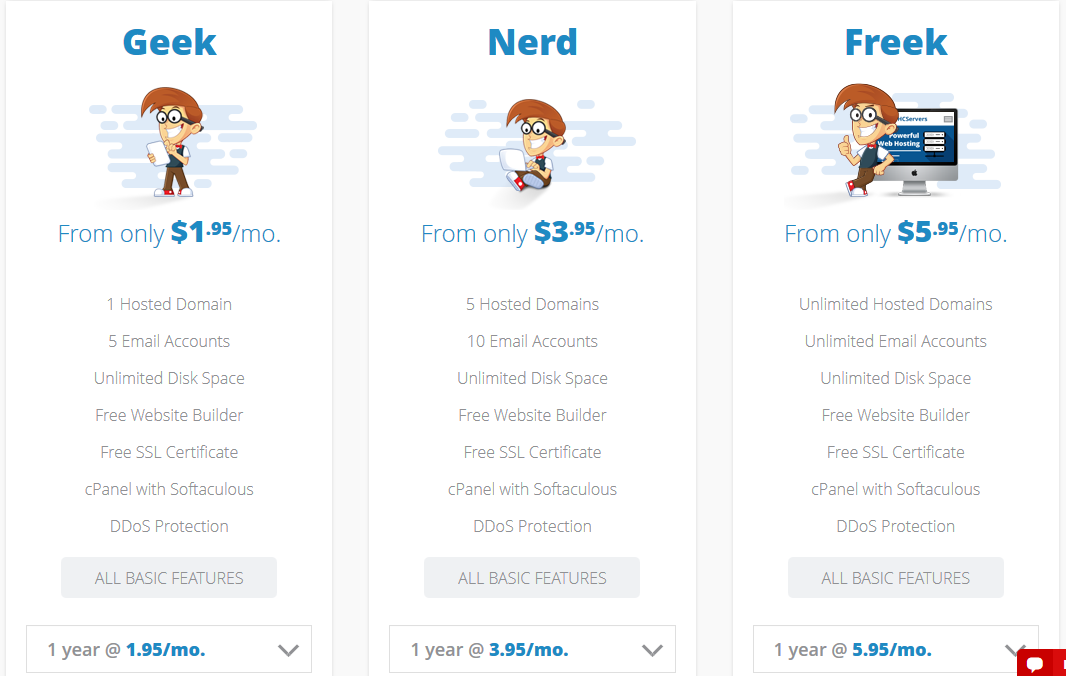 Geek
From only $1.95/mo.
1 Hosted Domain
5 Email Accounts
Unlimited Disk Space
Free Website Builder
Free SSL Certificate
cPanel with Softaculous
DDoS Protection
ALL BASIC FEATURES
1 year @ 1.95/mo.
Nerd
From only $3.95/mo.
5 Hosted Domains
10 Email Accounts
Unlimited Disk Space
Free Website Builder
Free SSL Certificate
cPanel with Softaculous
DDoS Protection
ALL BASIC FEATURES
1 year @ 3.95/mo.
Freek
HCServers
Powerful
Web Hosting
From only $5.95/mo.
Unlimited Hosted Domains
Unlimited Email Accounts
Unlimited Disk Space
Free Website Builder
Free SSL Certificate
cPanel with Softaculous
DDoS Protection
ALL BASIC FEATURES
1 year @ 5.95/mo.